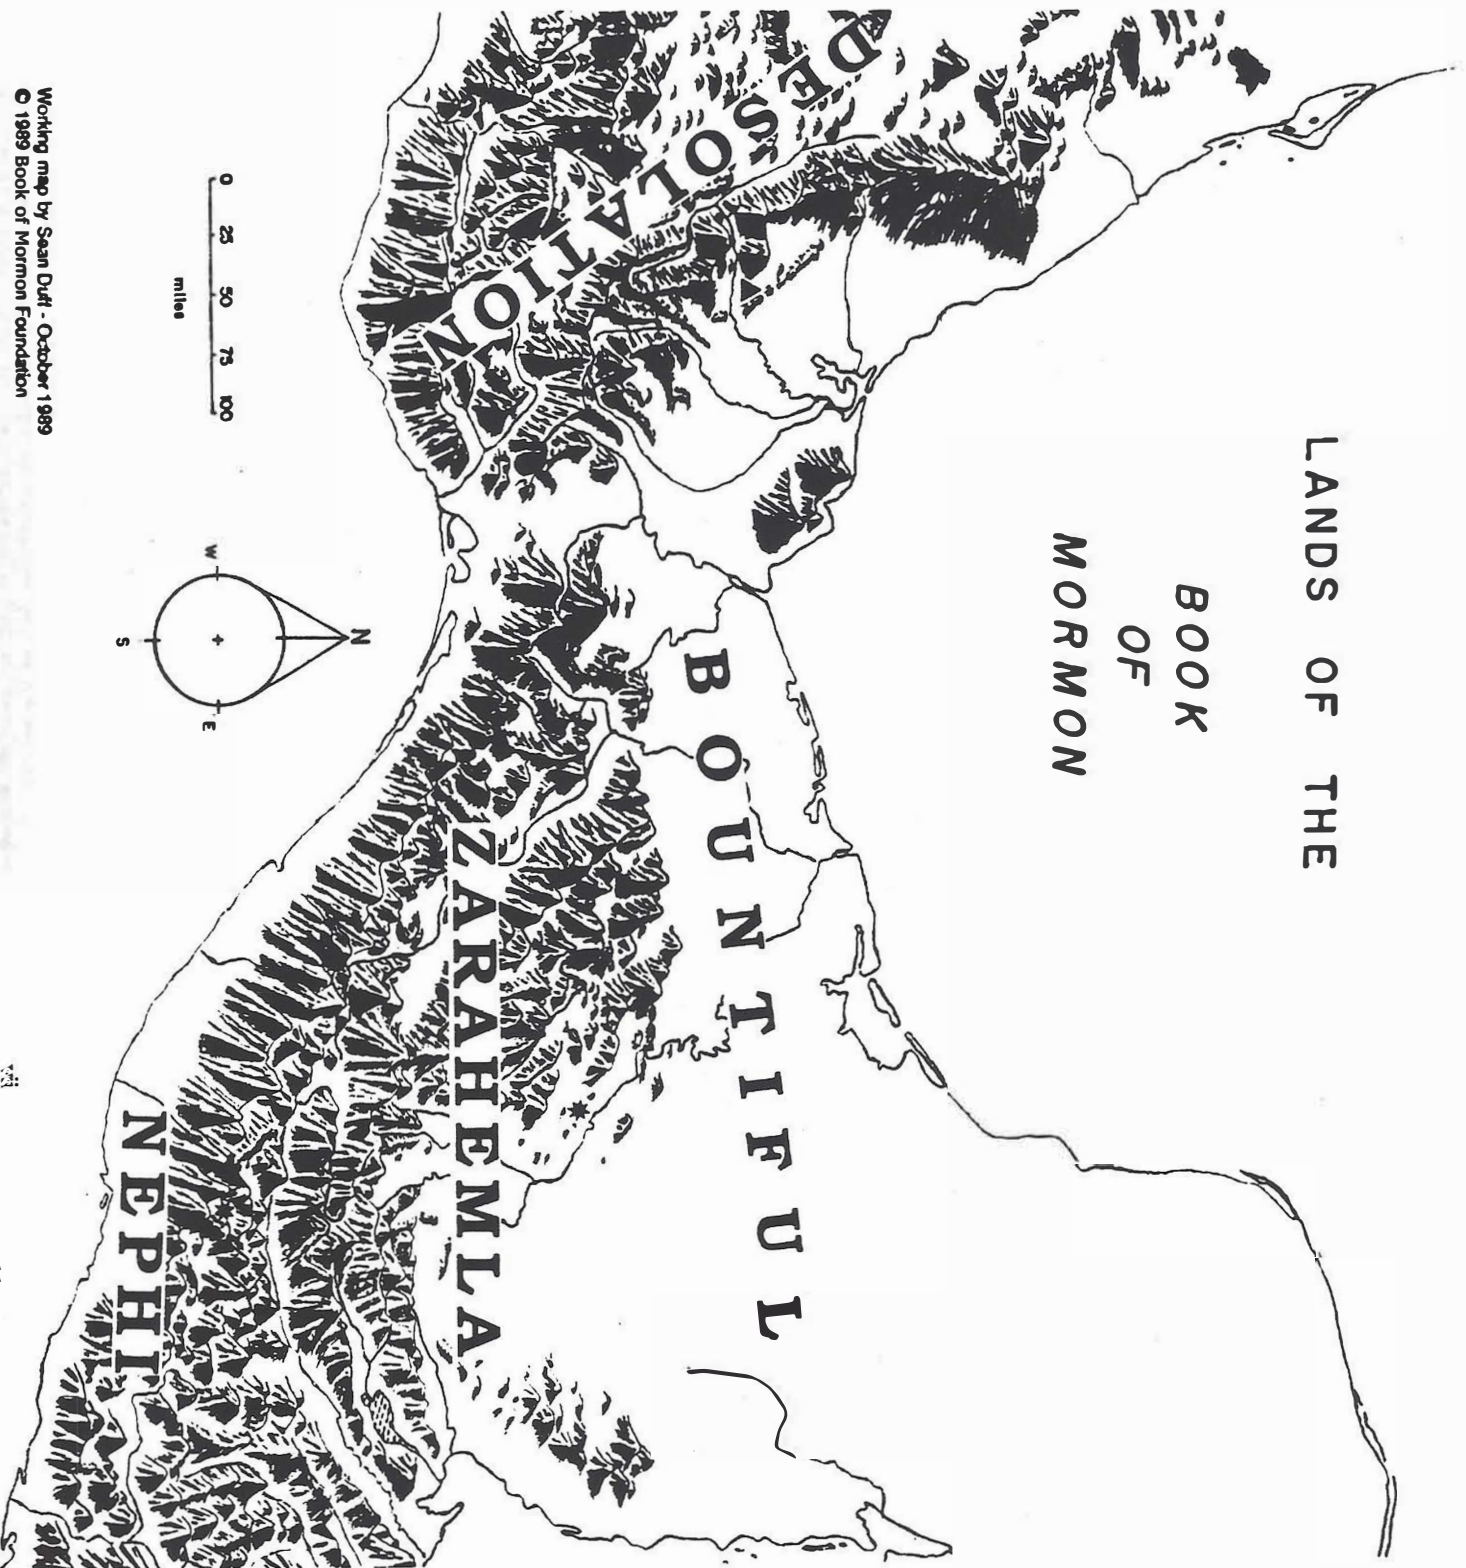 LANDS OF THE
BOOK
OF
MORMON
DESOLATION
BOUNTIFUL
ZARAHEMLA
NEPHI
0 25 50 75 100
miles
N
W
E
S
Working map by Sean Duff - October 1989
© 1989 Book of Mormon Foundation